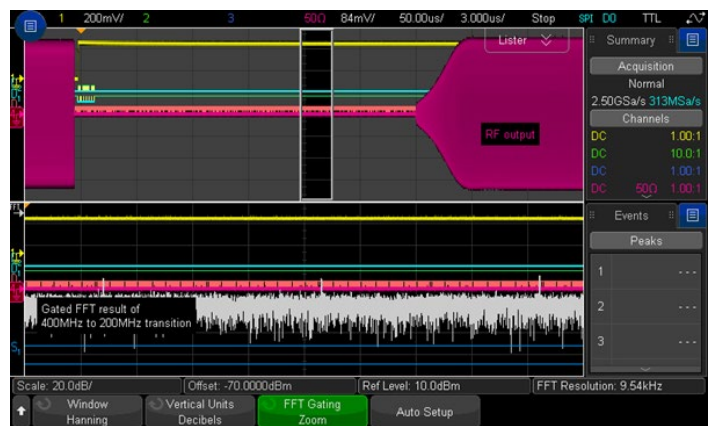 1 200mV/ 2 3 50Ω 84mV/ 50.00us/ 3.000us/ Stop SPI D0 TTL
Lister
Summary
Acquisition
Normal
2.50GSa/s 313MSa/s
Channels
DC 1.00:1
DC 10.0:1
DC 1.00:1
DC 50Ω 1.00:1
RF output
FFT
Events
Peaks
1 ---
2 ---
3 ---
Gated FFT result of
400MHz to 200MHz transition
S1
Scale: 20.0dB/ Offset: -70.0000dBm Ref Level: 10.0dBm FFT Resolution: 9.54kHz
Window
Hanning
Vertical Units
Decibels
FFT Gating
Zoom
Auto Setup